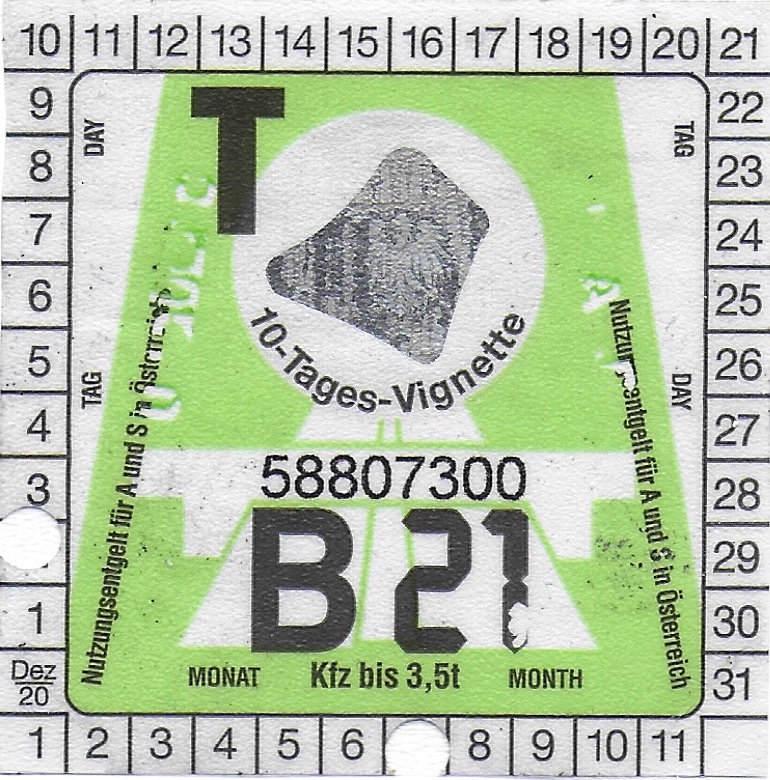 10 11 12 13 14 15 16 17 18 19 20 21
9
8
7
6
5
4
3
1
Dez
20
22
23
24
25
26
27
28
29
30
31
DAY
TAG
T
10-Tages-Vignette
TAG
DAY
Nutzungsentgelt für A und S in Österreich
entgelt für A und S in Österreich
58807300
B 21
MONAT Kfz bis 3,5t MONTH
1 2 3 4 5 6 8 9 10 11